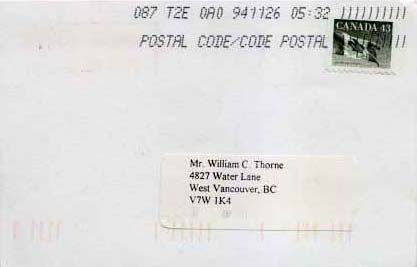 087 T2E 0A0 941126 05:32
POSTAL CODE/CODE POSTAL
CANADA 43
Mr. William C. Thorne
4827 Water Lane
West Vancouver, BC
V7W 1K4